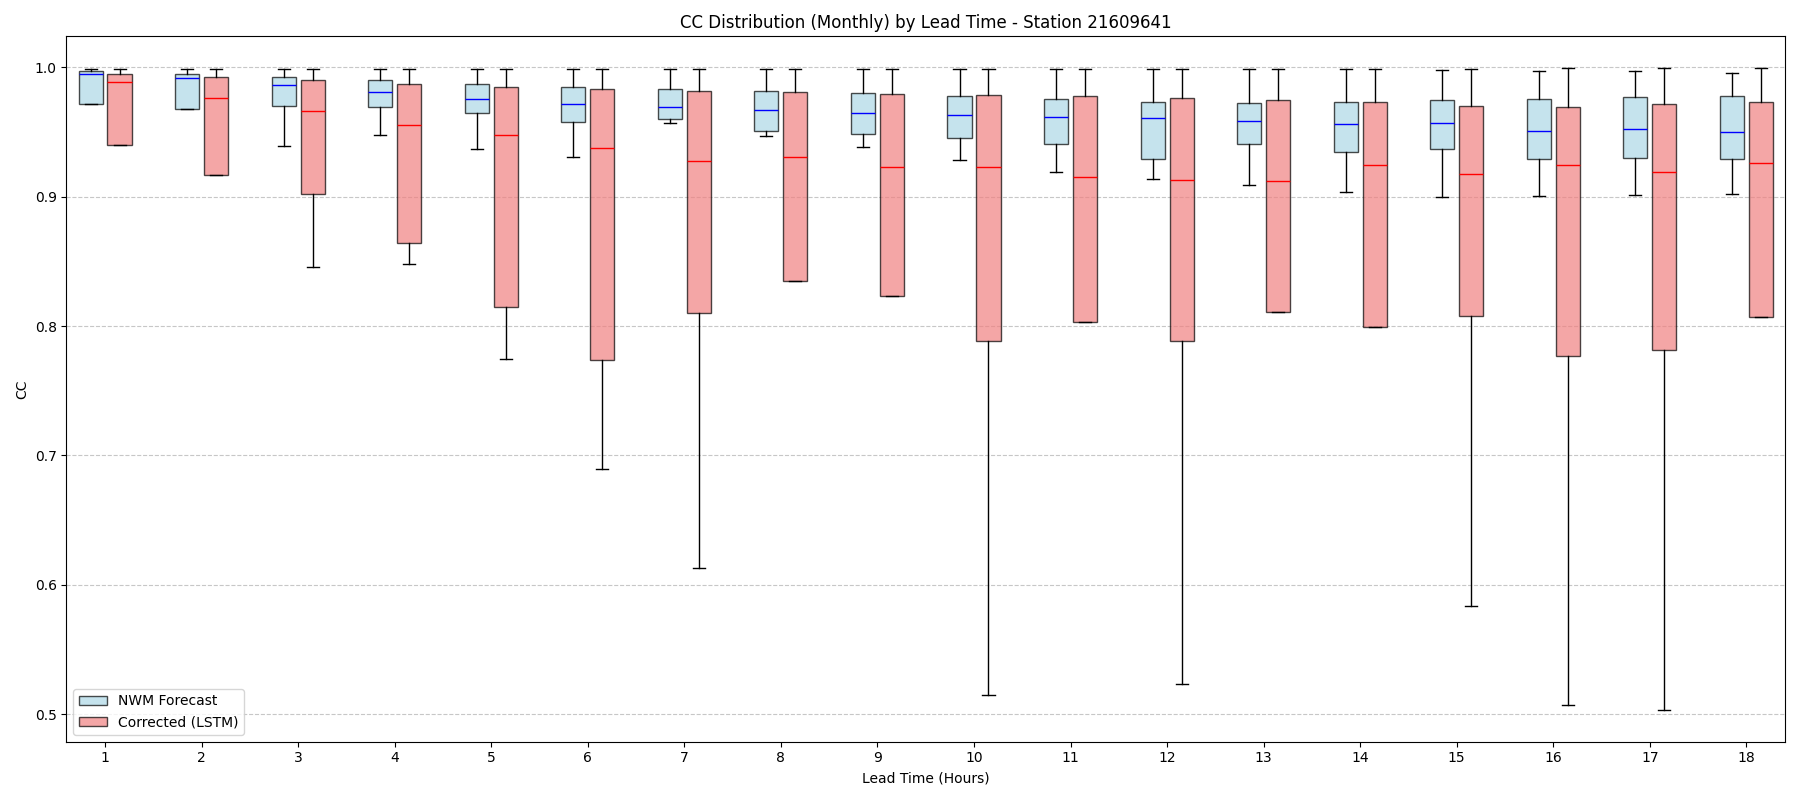 CC Distribution (Monthly) by Lead Time - Station 21609641
CC
1.0
0.9
0.8
0.7
0.6
0.5
NWM Forecast
Corrected (LSTM)
1 2 3 4 5 6 7 8 9 10 11 12 13 14 15 16 17 18
Lead Time (Hours)